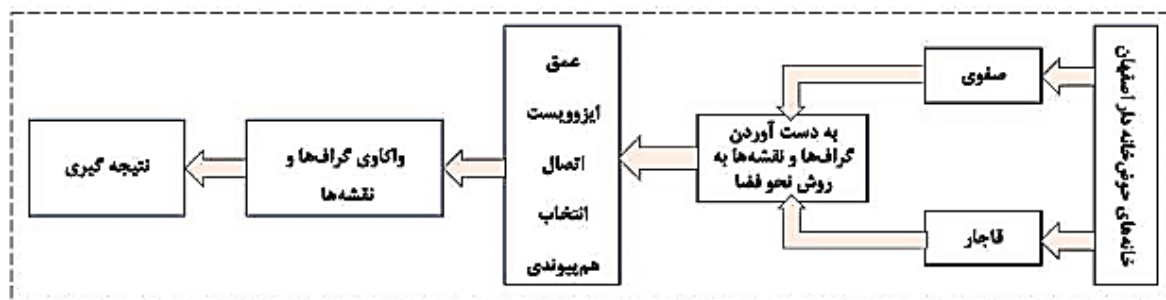 خانه‌های حوض‌خانه دار اصفهان
صفوی
قاجار
به دست آوردن
گراف‌ها و نقشه‌ها به
روش نحو فضا
عمق
ایزوویست
اتصال
انتخاب
هم‌پیوندی
واکاوی گراف‌ها و
نقشه‌ها
نتیجه گیری